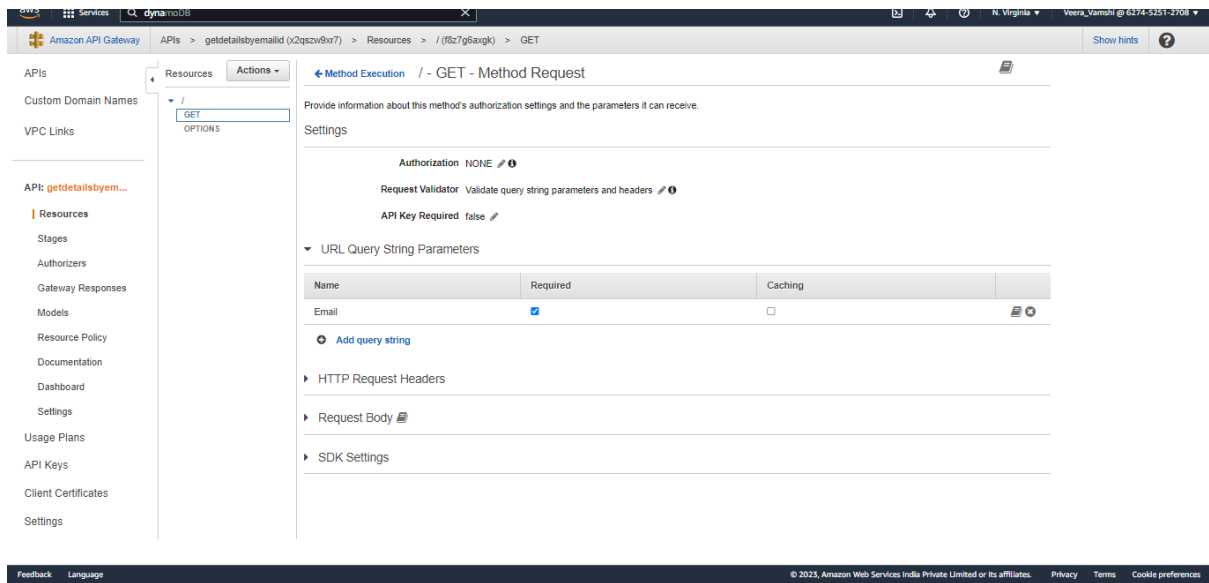 aws Services dynamoDB N. Virginia Veera_Vamshi @ 6274-5251-2708
Amazon API Gateway APIs > getdetailsbyemailid (x2qszw9xr7) > Resources > / (f8z7g6axgk) > GET Show hints
APIs
Custom Domain Names
VPC Links
API: getdetailsbyem...
Resources
Stages
Authorizers
Gateway Responses
Models
Resource Policy
Documentation
Dashboard
Settings
Usage Plans
API Keys
Client Certificates
Settings
Resources Actions
/
GET
OPTIONS
Method Execution / - GET - Method Request
Provide information about this method's authorization settings and the parameters it can receive.
Settings
Authorization NONE
Request Validator Validate query string parameters and headers
API Key Required false
URL Query String Parameters
Name Required Caching
Email
Add query string
HTTP Request Headers
Request Body
SDK Settings
Feedback Language © 2023, Amazon Web Services India Private Limited or its affiliates. Privacy Terms Cookie preferences